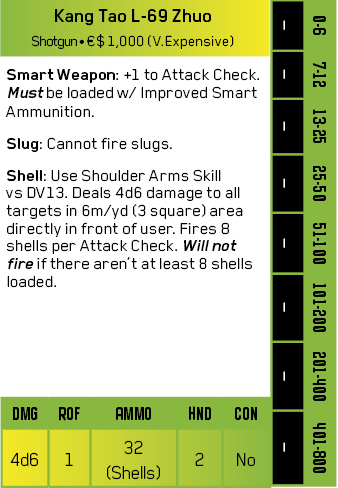 Kang Tao L-69 Zhuo
Shotgun • €$ 1,000 (V.Expensive)
Smart Weapon: +1 to Attack Check.
Must be loaded w/ Improved Smart
Ammunition.
Slug: Cannot fire slugs.
Shell: Use Shoulder Arms Skill
vs DV13. Deals 4d6 damage to all
targets in 6m/yd (3 square) area
directly in front of user. Fires 8
shells per Attack Check. Will not
fire if there aren't at least 8 shells
loaded.
DMG ROF AMMO HND CON
4d6 1 32 (Shells) 2 No
0-6
|
7-12
|
13-25
|
25-50
|
51-100
|
101-200
|
201-400
|
401-800
|